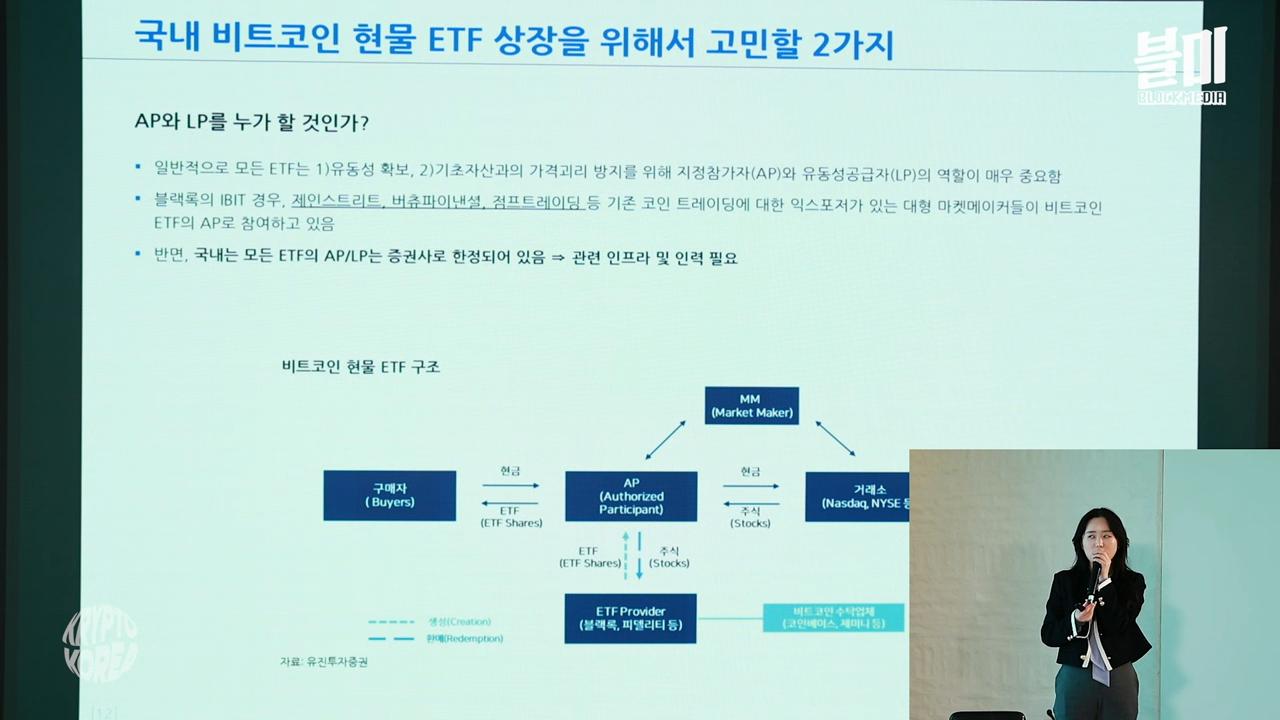 국내 비트코인 현물 ETF 상장을 위해서 고민할 2가지
블미
BLOCKMEDIA
AP와 LP를 누가 할 것인가?
▪ 일반적으로 모든 ETF는 1)유동성 확보, 2)기초자산과의 가격괴리 방지를 위해 지정참가자(AP)와 유동성공급자(LP)의 역할이 매우 중요함
▪ 블랙록의 IBIT 경우, 제인스트리트, 버츄파이낸셜, 점프트레이딩 등 기존 코인 트레이딩에 대한 익스포저가 있는 대형 마켓메이커들이 비트코인
ETF의 AP로 참여하고 있음
▪ 반면, 국내는 모든 ETF의 AP/LP는 증권사로 한정되어 있음 ⇒ 관련 인프라 및 인력 필요
비트코인 현물 ETF 구조
MM
(Market Maker)
구매자
( Buyers)
현금
ETF
(ETF Shares)
AP
(Authorized
Participant)
현금
주식
(Stocks)
거래소
(Nasdaq, NYSE 등
ETF
(ETF Shares)
주식
(Stocks)
ETF Provider
(블랙록, 피델리티 등)
비트코인 수탁업체
(코인베이스, 제미니 등)
생성(Creation)
환매(Redemption)
자료: 유진투자증권
KRYPTO
KOREA
[12]